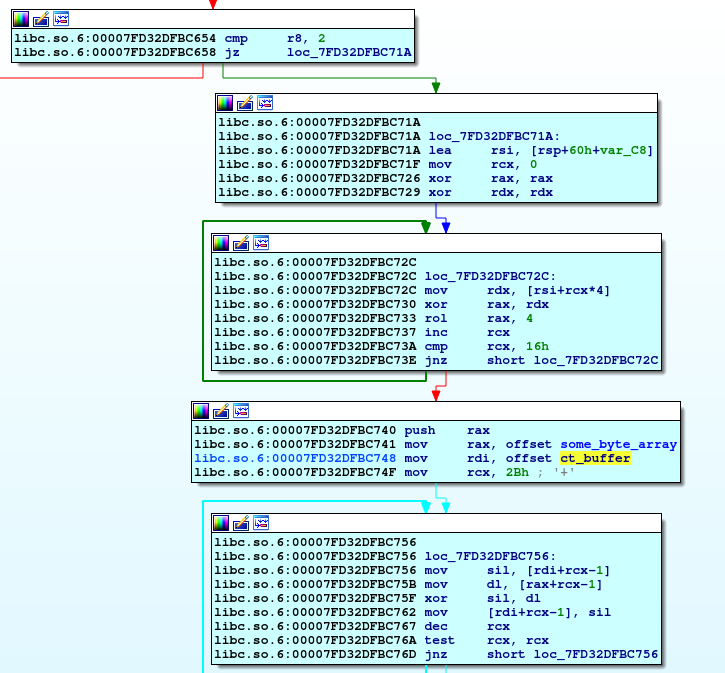 libc.so.6:00007FD32DFBC654 cmp r8, 2
libc.so.6:00007FD32DFBC658 jz loc_7FD32DFBC71A
libc.so.6:00007FD32DFBC71A
libc.so.6:00007FD32DFBC71A loc_7FD32DFBC71A:
libc.so.6:00007FD32DFBC71A lea rsi, [rsp+60h+var_C8]
libc.so.6:00007FD32DFBC71F mov rcx, 0
libc.so.6:00007FD32DFBC726 xor rax, rax
libc.so.6:00007FD32DFBC729 xor rdx, rdx
libc.so.6:00007FD32DFBC72C
libc.so.6:00007FD32DFBC72C loc_7FD32DFBC72C:
libc.so.6:00007FD32DFBC72C mov rdx, [rsi+rcx*4]
libc.so.6:00007FD32DFBC730 xor rax, rdx
libc.so.6:00007FD32DFBC733 rol rax, 4
libc.so.6:00007FD32DFBC737 inc rcx
libc.so.6:00007FD32DFBC73A cmp rcx, 16h
libc.so.6:00007FD32DFBC73E jnz short loc_7FD32DFBC72C
libc.so.6:00007FD32DFBC740 push rax
libc.so.6:00007FD32DFBC741 mov rax, offset some_byte_array
libc.so.6:00007FD32DFBC748 mov rdi, offset ct_buffer
libc.so.6:00007FD32DFBC74F mov rcx, 2Bh ; '+'
libc.so.6:00007FD32DFBC756
libc.so.6:00007FD32DFBC756 loc_7FD32DFBC756:
libc.so.6:00007FD32DFBC756 mov sil, [rdi+rcx-1]
libc.so.6:00007FD32DFBC75B mov dl, [rax+rcx-1]
libc.so.6:00007FD32DFBC75F xor sil, dl
libc.so.6:00007FD32DFBC762 mov [rdi+rcx-1], sil
libc.so.6:00007FD32DFBC767 dec rcx
libc.so.6:00007FD32DFBC76A test rcx, rcx
libc.so.6:00007FD32DFBC76D jnz short loc_7FD32DFBC756